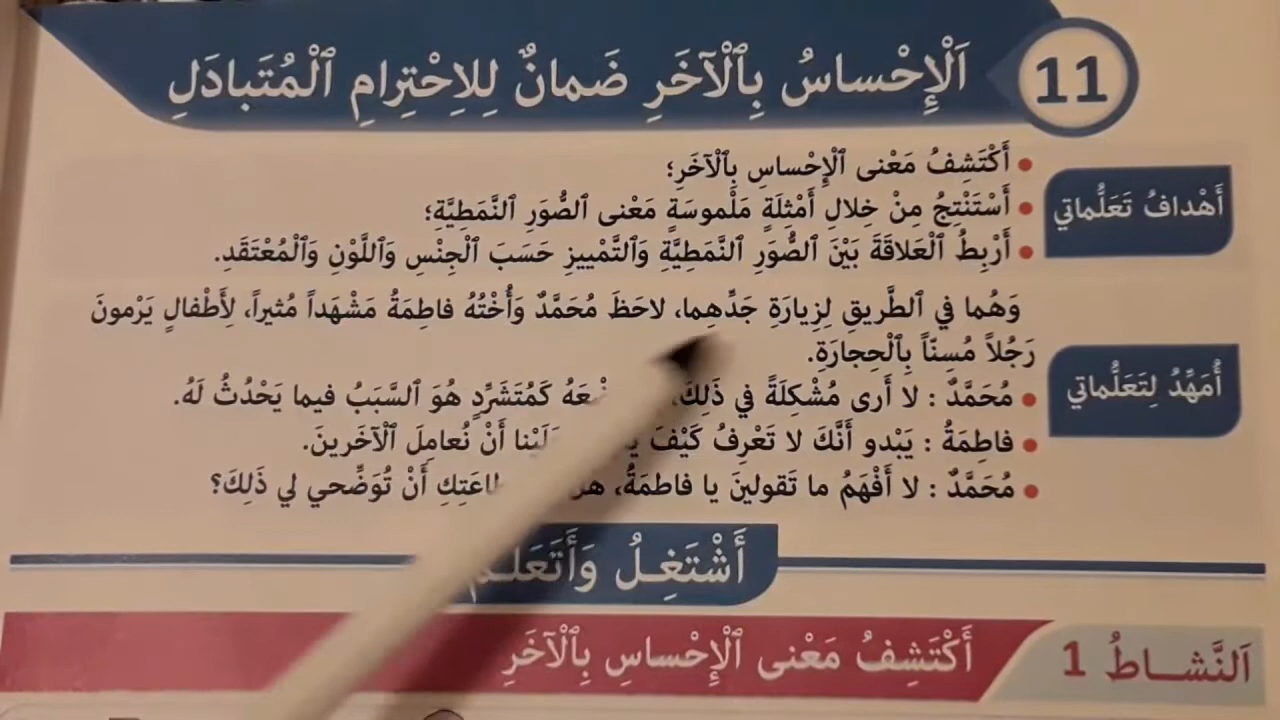 11 اَلْإِحْساسُ بِالْآخَرِ ضَمانٌ لِلِاحْتِرامِ الْمُتَبادَلِ
أَهْدافُ تَعَلُّماتي
• أَكْتَشِفُ مَعْنى الْإِحْساسِ بِالْآخَرِ؛
• أَسْتَنْتِجُ مِنْ خِلالِ أَمْثِلَةٍ مَلْموسَةٍ مَعْنى الصُّوَرِ النَّمَطِيَّةِ؛
• أَرْبِطُ الْعَلاقَةَ بَيْنَ الصُّوَرِ النَّمَطِيَّةِ وَالتَّمْييزِ حَسَبَ الْجِنْسِ وَاللَّوْنِ وَالْمُعْتَقَدِ.
أُمَهِّدُ لِتَعَلُّماتي
وَهُما في الطَّريقِ لِزِيارَةِ جَدِّهِما، لاحَظَ مُحَمَّدٌ وَأُخْتُهُ فاطِمَةُ مَشْهَداً مُثيراً، لِأَطْفالٍ يَرْمونَ
رَجُلاً مُسِنّاً بِالْحِجارَةِ.
• مُحَمَّدٌ : لا أَرى مُشْكِلَةً في ذَلِكَ، كَمُتَشَرِّدٍ هُوَ السَّبَبُ فيما يَحْدُثُ لَهُ.
• فاطِمَةُ : يَبْدو أَنَّكَ لا تَعْرِفُ كَيْفَ أَنْ نُعامِلَ الْآخَرينَ.
• مُحَمَّدٌ : لا أَفْهَمُ ما تَقولينَ يا فاطِمَةُ، أَنْ تُوَضِّحي لي ذَلِكَ؟
أَشْتَغِلُ وَأَتَعَلَّمُ
اَلنَّشاطُ 1 أَكْتَشِفُ مَعْنى الْإِحْساسِ بِالْآخَرِ